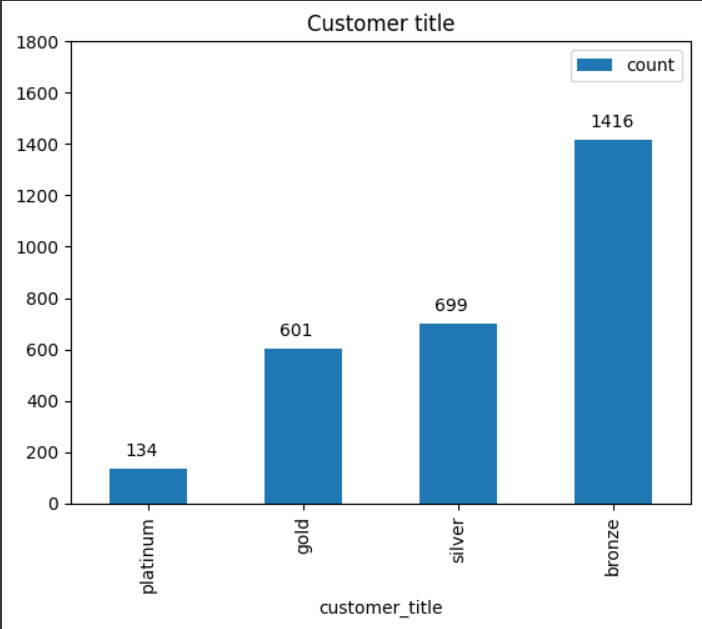 Customer title
1800
1600
1400
1200
1000
800
600
400
200
0
count
134
601
699
1416
platinum
gold
silver
bronze
customer_title